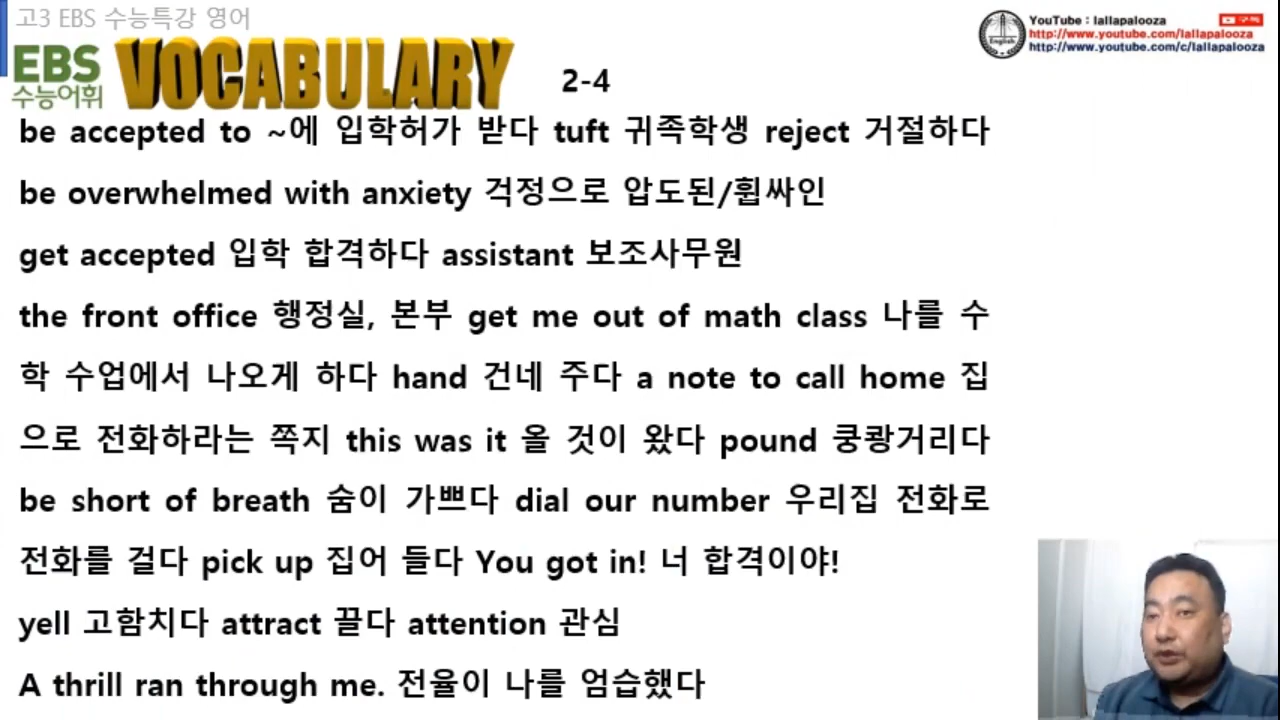 고3 EBS 수능특강 영어
EBS
수능어휘
VOCABULARY
2-4
English
YouTube : lallapalooza
구독
http://www.youtube.com/lallapalooza
http://www.youtube.com/c/lallapalooza
be accepted to ~에 입학허가 받다 tuft 귀족학생 reject 거절하다
be overwhelmed with anxiety 걱정으로 압도된/휩싸인
get accepted 입학 합격하다 assistant 보조사무원
the front office 행정실, 본부 get me out of math class 나를 수
학 수업에서 나오게 하다 hand 건네 주다 a note to call home 집
으로 전화하라는 쪽지 this was it 올 것이 왔다 pound 쿵쾅거리다
be short of breath 숨이 가쁘다 dial our number 우리집 전화로
전화를 걸다 pick up 집어 들다 You got in! 너 합격이야!
yell 고함치다 attract 끌다 attention 관심
A thrill ran through me. 전율이 나를 엄습했다